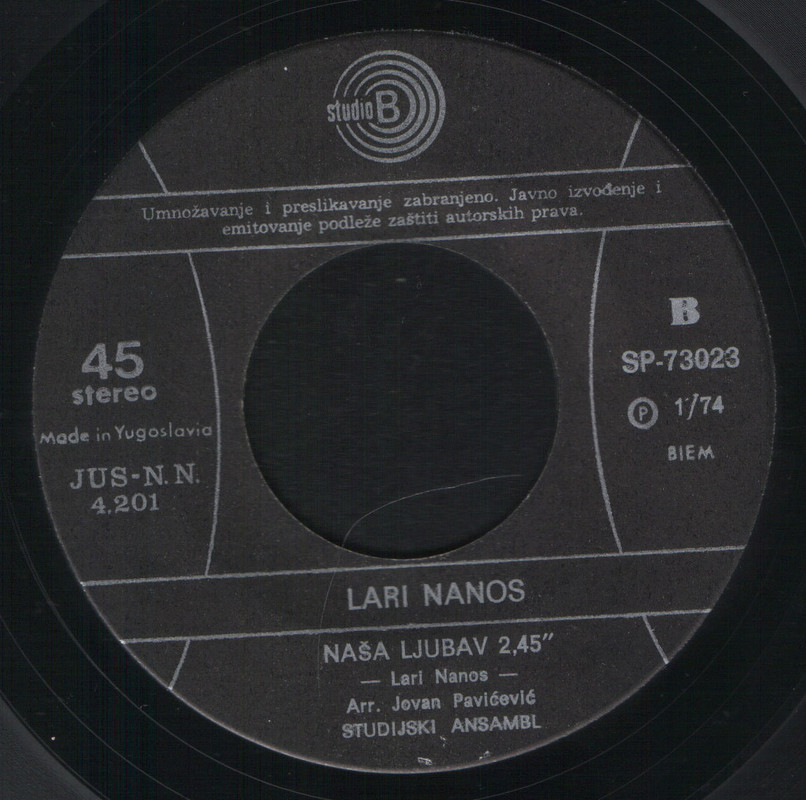 studio B
Umnožavanje i preslikavanje zabranjeno. Javno izvođenje i
emitovanje podleže zaštiti autorskih prava.
45
stereo
Made in Yugoslavia
JUS-N. N.
4.201
B
SP-73023
Ⓟ 1/74
BIEM
LARI NANOS
NAŠA LJUBAV 2,45"
— Lari Nanos —
Arr. Jovan Pavićević
STUDIJSKI ANSAMBL